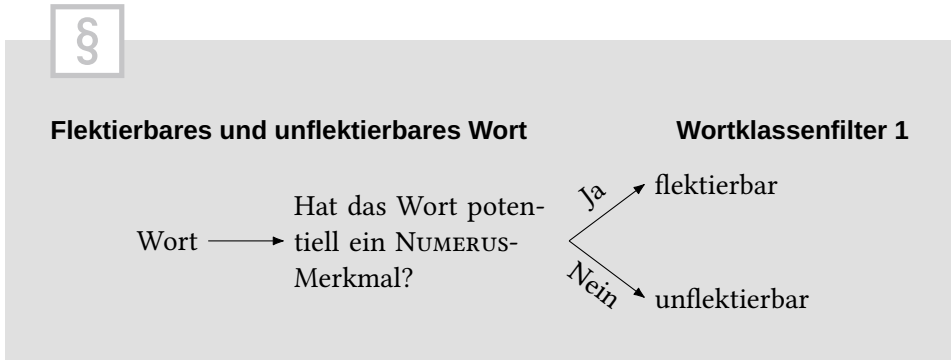 §
Flektierbares und unflektierbares Wort
Wortklassenfilter 1
Wort
Hat das Wort poten-
tiell ein NUMERUS-
Merkmal?
Ja
flektierbar
Nein
unflektierbar